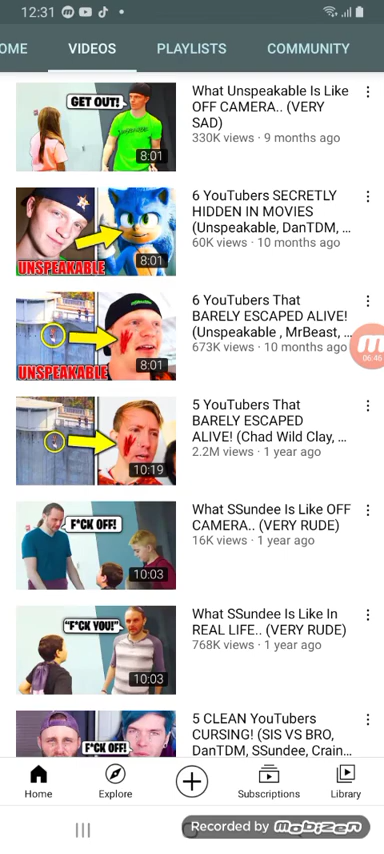 12:31
OME VIDEOS PLAYLISTS COMMUNITY
GET OUT!
8:01
What Unspeakable Is Like
OFF CAMERA.. (VERY
SAD)
330K views · 9 months ago
UNSPEAKABLE
8:01
6 YouTubers SECRETLY
HIDDEN IN MOVIES
(Unspeakable, DanTDM, ...
60K views · 10 months ago
UNSPEAKABLE
8:01
6 YouTubers That
BARELY ESCAPED ALIVE!
(Unspeakable , MrBeast, ...
673K views · 10 months ago
06:46
10:19
5 YouTubers That
BARELY ESCAPED
ALIVE! (Chad Wild Clay, ...
2.2M views · 1 year ago
F*CK OFF!
10:03
What SSundee Is Like OFF
CAMERA.. (VERY RUDE)
16K views · 1 year ago
"F*CK YOU!"
10:03
What SSundee Is Like In
REAL LIFE.. (VERY RUDE)
768K views · 1 year ago
F*CK OFF!
5 CLEAN YouTubers
CURSING! (SIS VS BRO,
DanTDM, SSundee, Crain...
Home Explore Subscriptions Library
Recorded by Mobizen